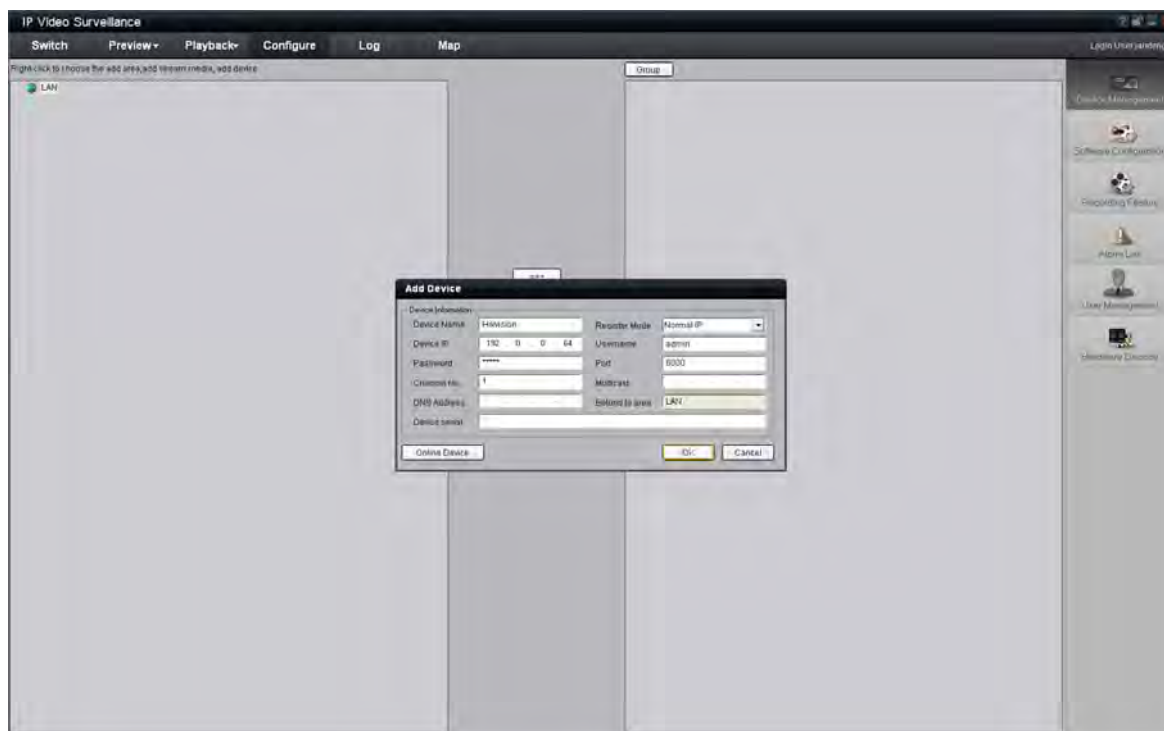 IP Video Surveillance
Switch Preview Playback Configure Log Map
Right click to choose the add area,add stream media, add device
Group
LAN
Device Management
Software Configuration
Recording
Alarm
User Management
Hardware
Add Device
Device Information
Device Name
Register Mode Normal IP
Device IP 192 . 0 . 0 . 64 Username admin
Password ***** Port 8000
Channel No. 1 Multicast
DNS Address Belond to area LAN
Device serial
Online Device OK Cancel